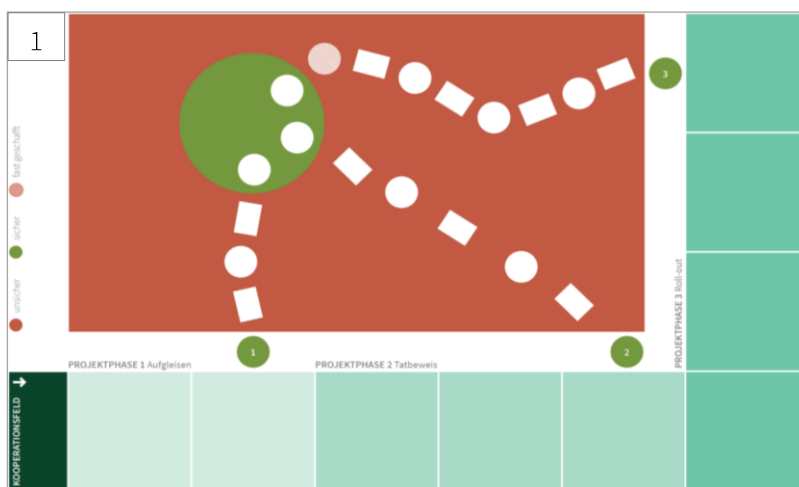 1
fast geschafft
sicher
unsicher
3
1
2
PROJEKTPHASE 1 Aufgleisen
PROJEKTPHASE 2 Tatbeweis
PROJEKTPHASE 3 Roll-out
KOOPERATIONSFELD